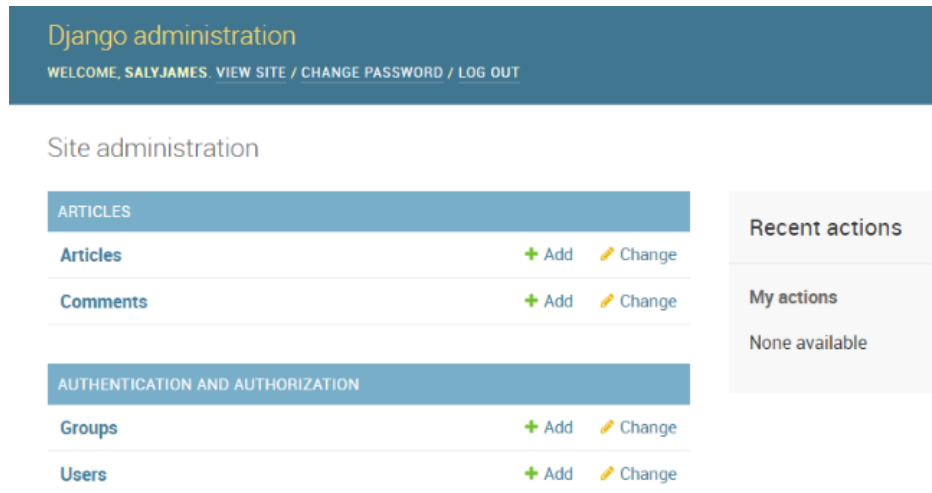 Django administration
WELCOME, SALYJAMES. VIEW SITE / CHANGE PASSWORD / LOG OUT
Site administration
ARTICLES
Articles Add Change
Comments Add Change
AUTHENTICATION AND AUTHORIZATION
Groups Add Change
Users Add Change
Recent actions
My actions
None available